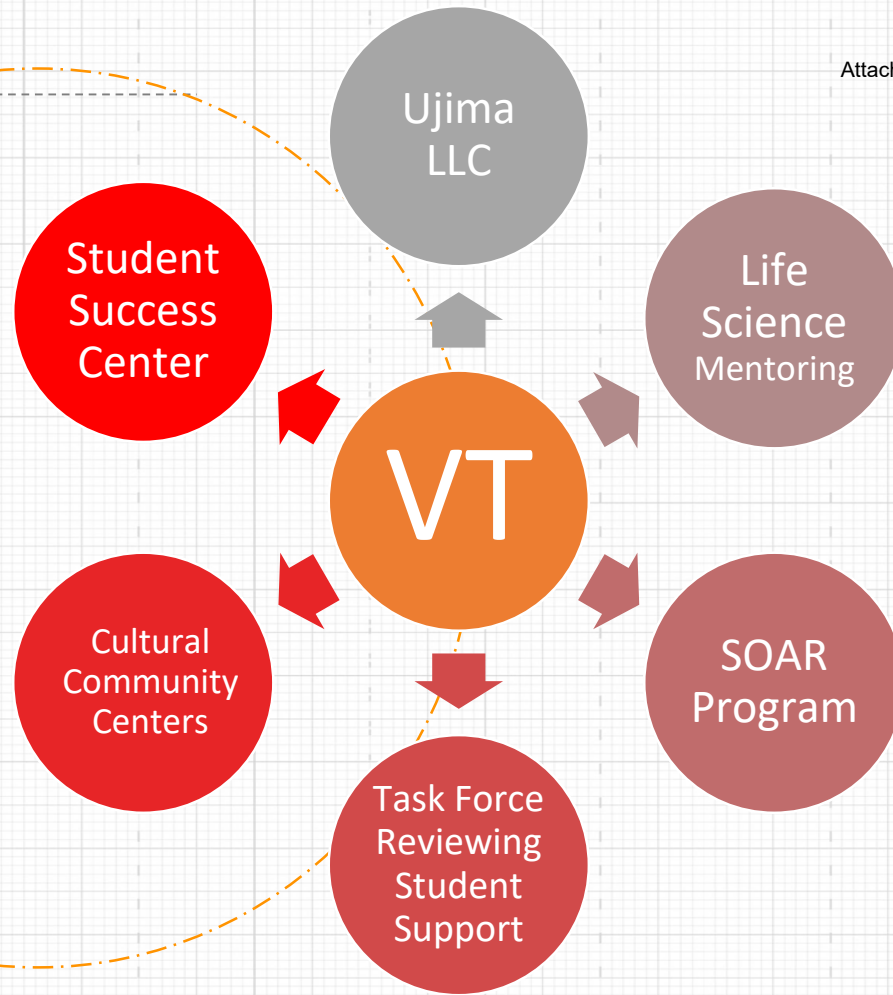 Attach
Ujima
LLC
Student
Success
Center
Life
Science
Mentoring
VT
Cultural
Community
Centers
SOAR
Program
Task Force
Reviewing
Student
Support